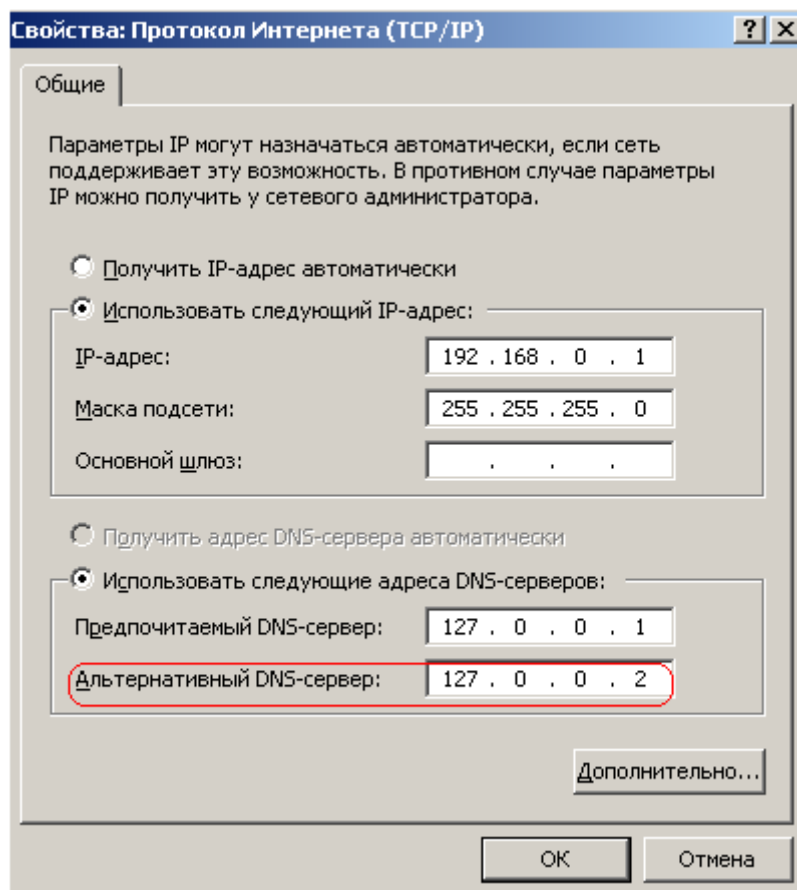 Свойства: Протокол Интернета (TCP/IP)
Общие
Параметры IP могут назначаться автоматически, если сеть
поддерживает эту возможность. В противном случае параметры
IP можно получить у сетевого администратора.
Получить IP-адрес автоматически
Использовать следующий IP-адрес:
IP-адрес: 192 . 168 . 0 . 1
Маска подсети: 255 . 255 . 255 . 0
Основной шлюз: . . .
Получить адрес DNS-сервера автоматически
Использовать следующие адреса DNS-серверов:
Предпочитаемый DNS-сервер: 127 . 0 . 0 . 1
Альтернативный DNS-сервер: 127 . 0 . 0 . 2
Дополнительно...
ОК Отмена